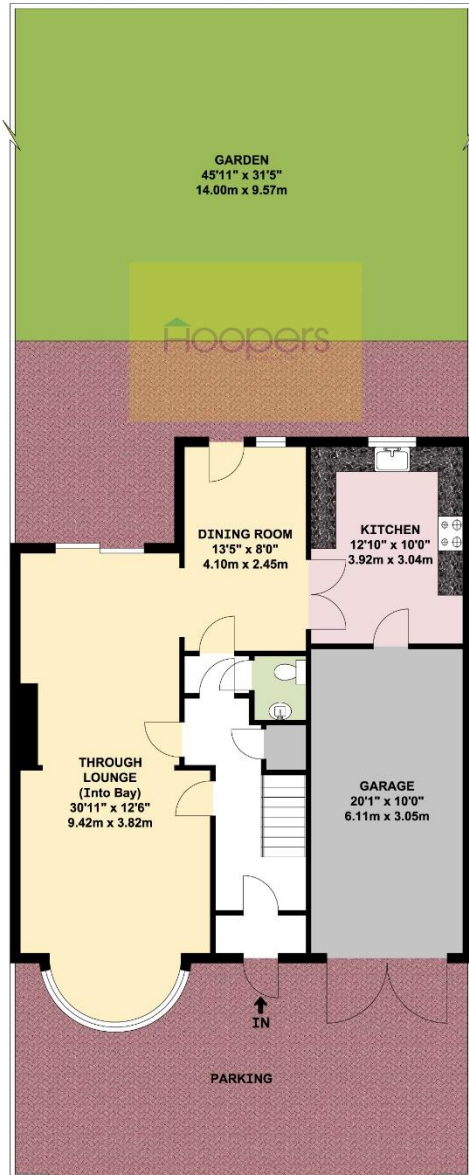 GARDEN
45'11" x 31'5"
14.00m x 9.57m
Hoopers
DINING ROOM
13'5" x 8'0"
4.10m x 2.45m
KITCHEN
12'10" x 10'0"
3.92m x 3.04m
THROUGH
LOUNGE
(Into Bay)
30'11" x 12'6"
9.42m x 3.82m
GARAGE
20'1" x 10'0"
6.11m x 3.05m
IN
PARKING